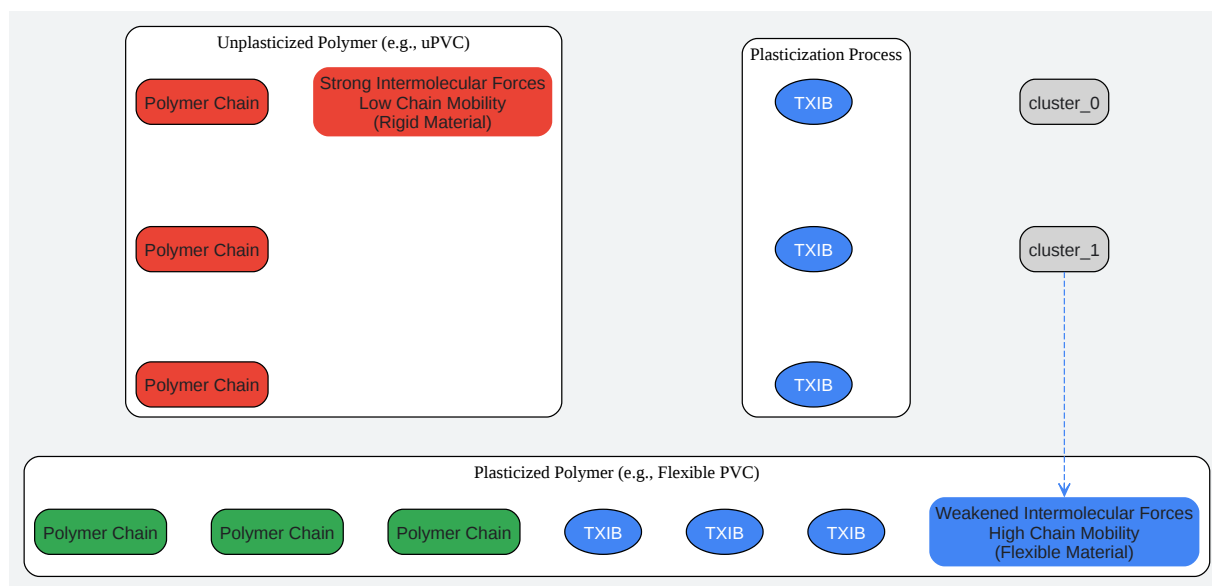 Unplasticized Polymer (e.g., uPVC)
Polymer Chain
Strong Intermolecular Forces
Low Chain Mobility
(Rigid Material)
Polymer Chain
Polymer Chain
Plasticization Process
TXIB
TXIB
TXIB
cluster_0
cluster_1
Plasticized Polymer (e.g., Flexible PVC)
Polymer Chain
Polymer Chain
Polymer Chain
TXIB
TXIB
TXIB
Weakened Intermolecular Forces
High Chain Mobility
(Flexible Material)